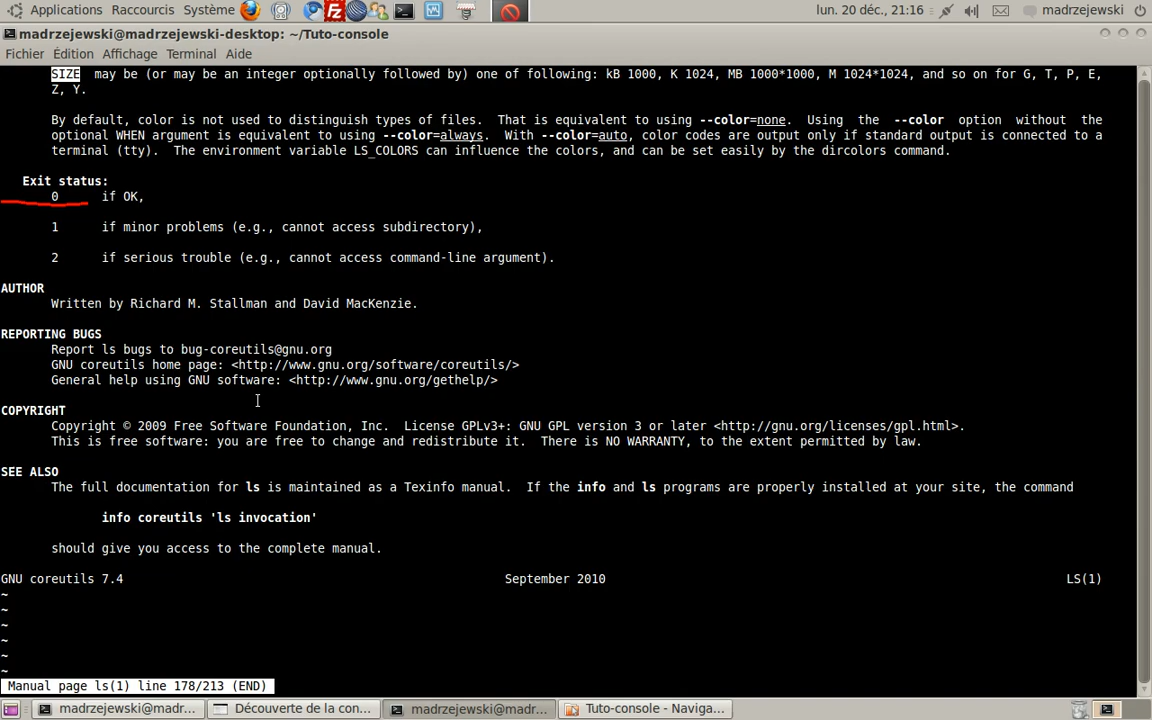 Applications Raccourcis Système lun. 20 déc., 21:16 madrzejewski
madrzejewski@madrzejewski-desktop: ~/Tuto-console
Fichier Édition Affichage Terminal Aide
SIZE may be (or may be an integer optionally followed by) one of following: kB 1000, K 1024, MB 1000*1000, M 1024*1024, and so on for G, T, P, E,
Z, Y.
By default, color is not used to distinguish types of files. That is equivalent to using --color=none. Using the --color option without the
optional WHEN argument is equivalent to using --color=always. With --color=auto, color codes are output only if standard output is connected to a
terminal (tty). The environment variable LS_COLORS can influence the colors, and can be set easily by the dircolors command.
Exit status:
0 if OK,
1 if minor problems (e.g., cannot access subdirectory),
2 if serious trouble (e.g., cannot access command-line argument).
AUTHOR
Written by Richard M. Stallman and David MacKenzie.
REPORTING BUGS
Report ls bugs to bug-coreutils@gnu.org
GNU coreutils home page: <http://www.gnu.org/software/coreutils/>
General help using GNU software: <http://www.gnu.org/gethelp/>
COPYRIGHT
Copyright © 2009 Free Software Foundation, Inc. License GPLv3+: GNU GPL version 3 or later <http://gnu.org/licenses/gpl.html>.
This is free software: you are free to change and redistribute it. There is NO WARRANTY, to the extent permitted by law.
SEE ALSO
The full documentation for ls is maintained as a Texinfo manual. If the info and ls programs are properly installed at your site, the command
info coreutils 'ls invocation'
should give you access to the complete manual.
GNU coreutils 7.4 September 2010 LS(1)
~
~
~
~
~
~
Manual page ls(1) line 178/213 (END)
madrzejewski@madr... Découverte de la con... madrzejewski@madr... Tuto-console - Naviga...